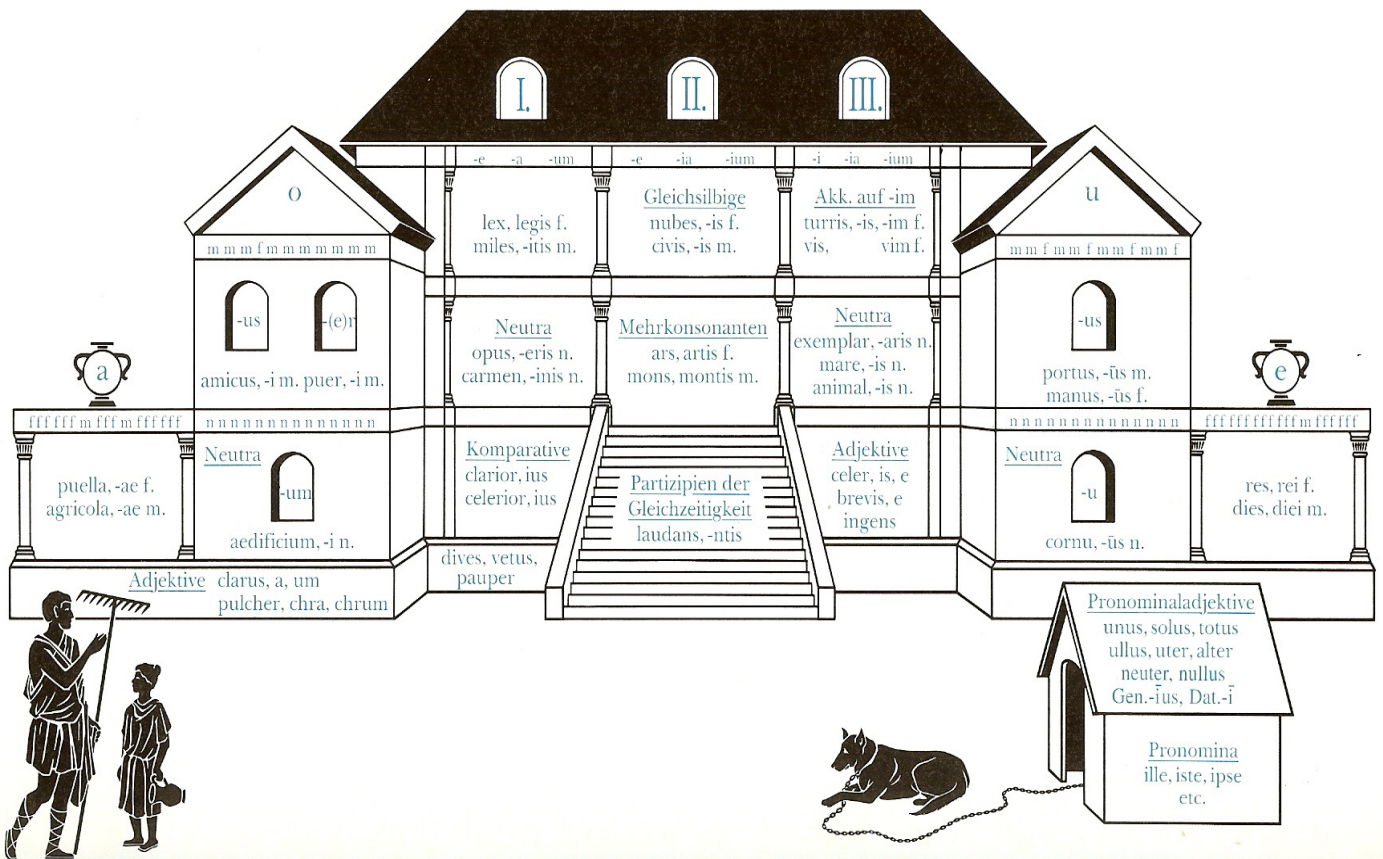 I. II. III.
-e -a -um -e -ia -ium -i -ia -ium
o
u
Gleichsilbige
Akk. auf -im
lex, legis f.
nubes, -is f.
turris, -is, -im f.
miles, -itis m.
civis, -is m.
vis, vim f.
m m m f m m m m m m m
m m f m m f m m f m m f
-us -(e)r
amicus, -i m. puer, -i m.
Neutra
opus, -eris n.
carmen, -inis n.
Mehrkonsonanten
ars, artis f.
mons, montis m.
Neutra
exemplar, -aris n.
mare, -is n.
animal, -is n.
-us
portus, -ūs m.
manus, -ūs f.
a
e
f f f f f f m f f f m f f f f f f
n n n n n n n n n n n n n n
n n n n n n n n n n n n n n
f f f f f f f f f f f f m f f f f f f
puella, -ae f.
agricola, -ae m.
Neutra
-um
aedificium, -i n.
Komparative
clarior, ius
celerior, ius
Partizipien der
Gleichzeitigkeit
laudans, -ntis
Adjektive
celer, is, e
brevis, e
ingens
Neutra
-u
cornu, -ūs n.
res, rei f.
dies, diei m.
Adjektive clarus, a, um
pulcher, chra, chrum
dives, vetus,
pauper
Pronominaladjektive
unus, solus, totus
ullus, uter, alter
neuter, nullus
Gen.-īus, Dat.-ī
Pronomina
ille, iste, ipse
etc.